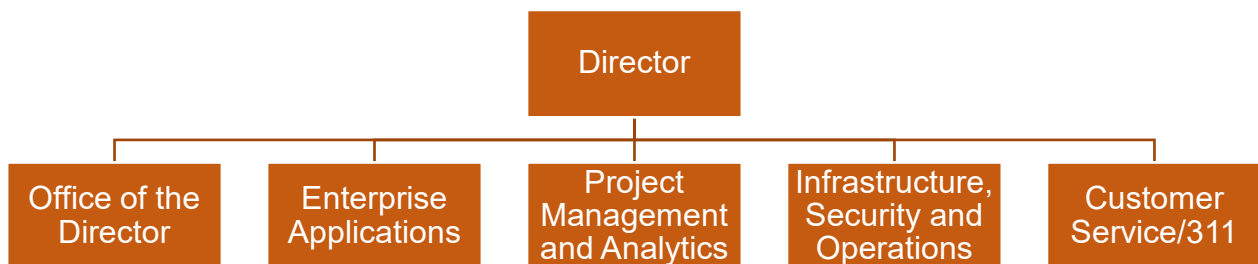 Director
Office of the
Director
Enterprise
Applications
Project
Management
and Analytics
Infrastructure,
Security and
Operations
Customer
Service/311